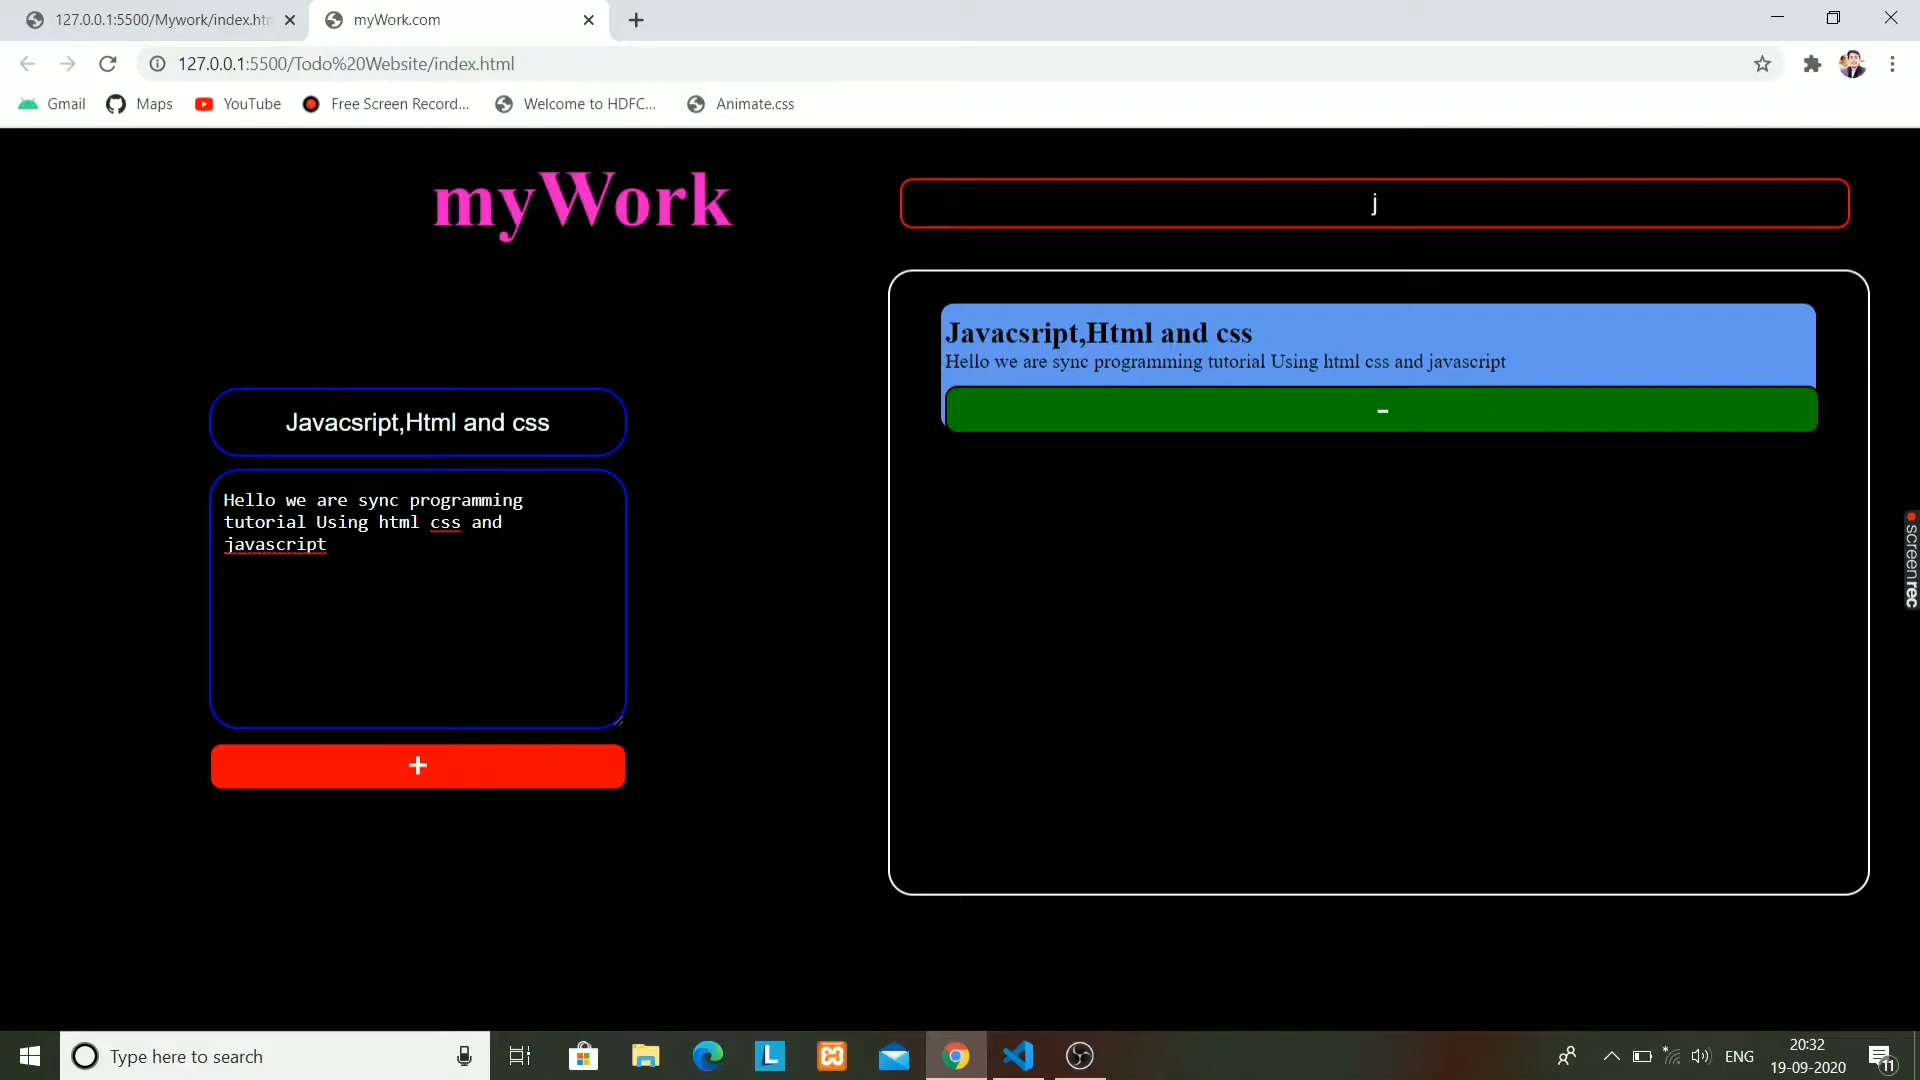 127.0.0.1:5500/Mywork/index.htm
myWork.com
127.0.0.1:5500/Todo%20Website/index.html
Gmail
Maps
YouTube
Free Screen Record...
Welcome to HDFC...
Animate.css
myWork
j
Javacsript,Html and css
Hello we are sync programming tutorial Using html css and javascript
-
Javacsript,Html and css
Hello we are sync programming
tutorial Using html css and
javascript
+
screenrec
Type here to search
L
ENG
20:32
19-09-2020
11